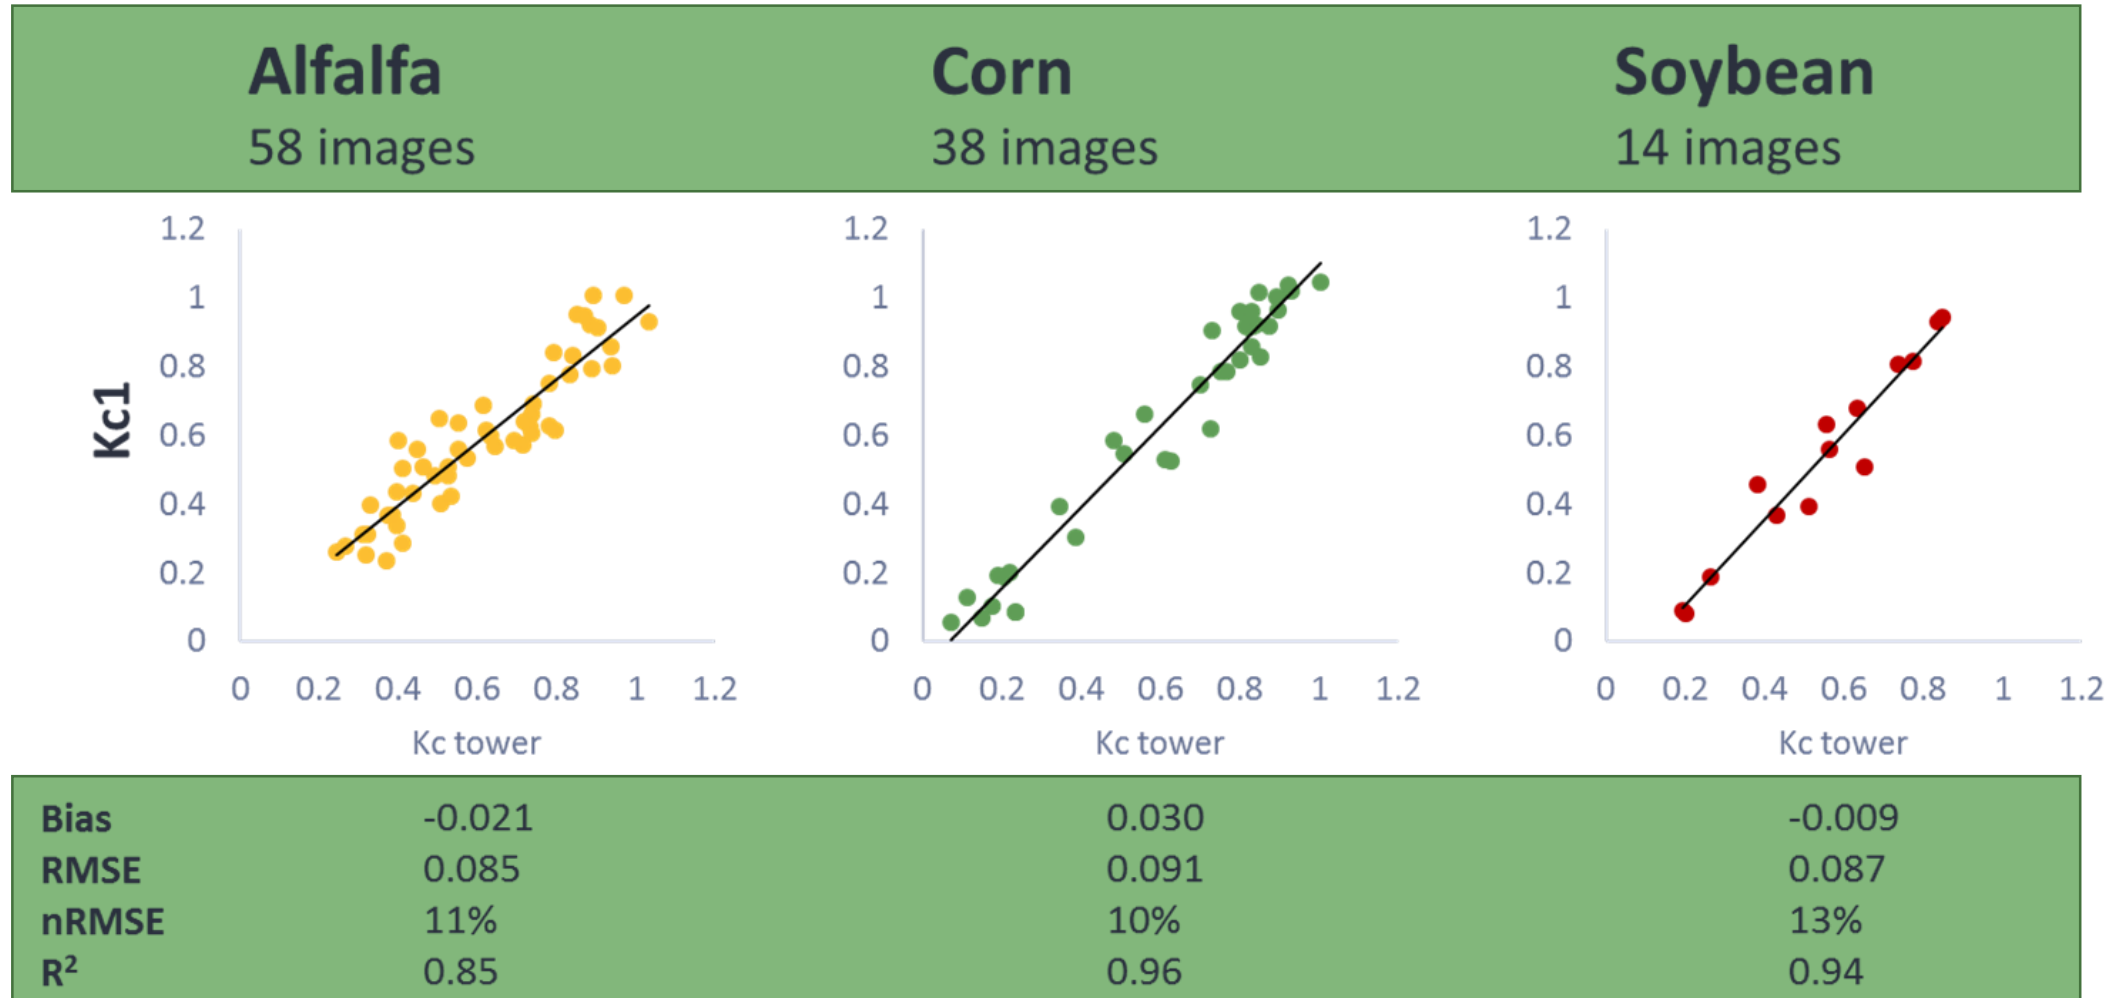 Alfalfa
58 images
Corn
38 images
Soybean
14 images
Kc1
1.2
1
0.8
0.6
0.4
0.2
0
0 0.2 0.4 0.6 0.8 1 1.2
Kc tower
1.2
1
0.8
0.6
0.4
0.2
0
0 0.2 0.4 0.6 0.8 1 1.2
Kc tower
1.2
1
0.8
0.6
0.4
0.2
0
0 0.2 0.4 0.6 0.8 1 1.2
Kc tower
Bias -0.021 0.030 -0.009
RMSE 0.085 0.091 0.087
nRMSE 11% 10% 13%
R² 0.85 0.96 0.94